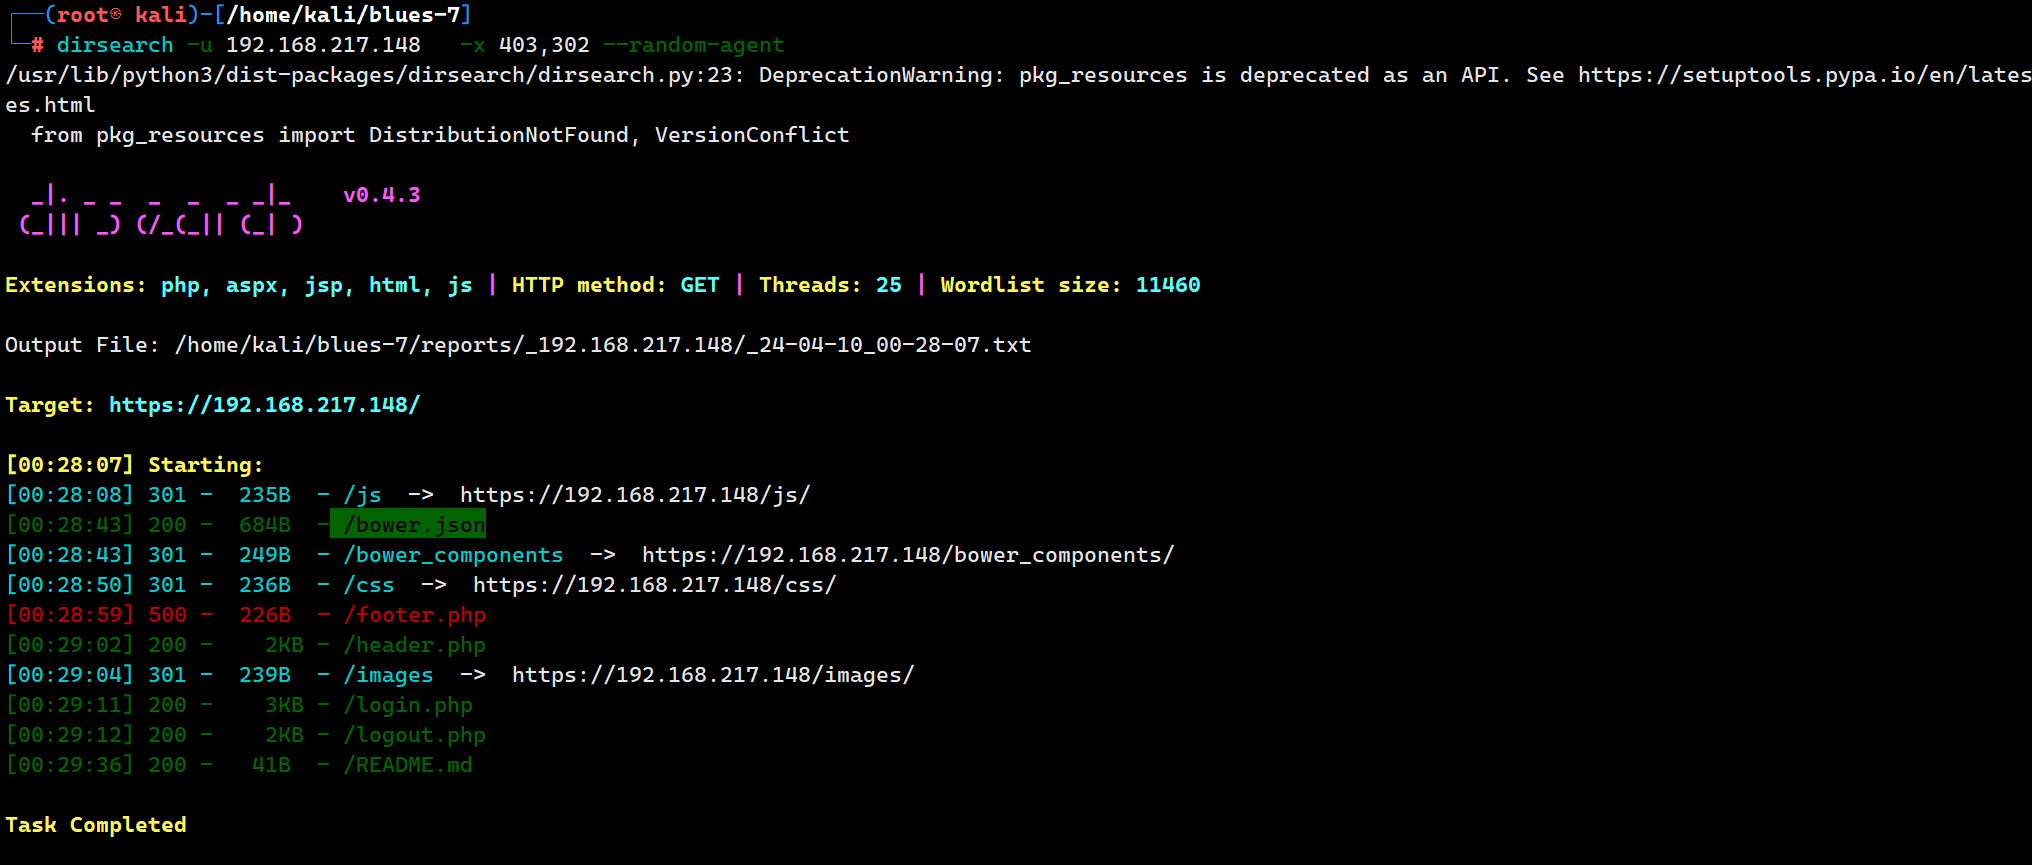 ┌──(root㉿ kali)-[/home/kali/blues-7]
└─# dirsearch -u 192.168.217.148   -x 403,302 --random-agent
/usr/lib/python3/dist-packages/dirsearch/dirsearch.py:23: DeprecationWarning: pkg_resources is deprecated as an API. See https://setuptools.pypa.io/en/lates
es.html
  from pkg_resources import DistributionNotFound, VersionConflict

  _|. _ _  _  _  _ _|_    v0.4.3
 (_||| _) (/_(_|| (_| )

Extensions: php, aspx, jsp, html, js | HTTP method: GET | Threads: 25 | Wordlist size: 11460

Output File: /home/kali/blues-7/reports/_192.168.217.148/_24-04-10_00-28-07.txt

Target: https://192.168.217.148/

[00:28:07] Starting:
[00:28:08] 301 -  235B  - /js  ->  https://192.168.217.148/js/
[00:28:43] 200 -  684B  - /bower.json
[00:28:43] 301 -  249B  - /bower_components  ->  https://192.168.217.148/bower_components/
[00:28:50] 301 -  236B  - /css  ->  https://192.168.217.148/css/
[00:28:59] 500 -  226B  - /footer.php
[00:29:02] 200 -    2KB - /header.php
[00:29:04] 301 -  239B  - /images  ->  https://192.168.217.148/images/
[00:29:11] 200 -    3KB - /login.php
[00:29:12] 200 -    2KB - /logout.php
[00:29:36] 200 -   41B  - /README.md

Task Completed